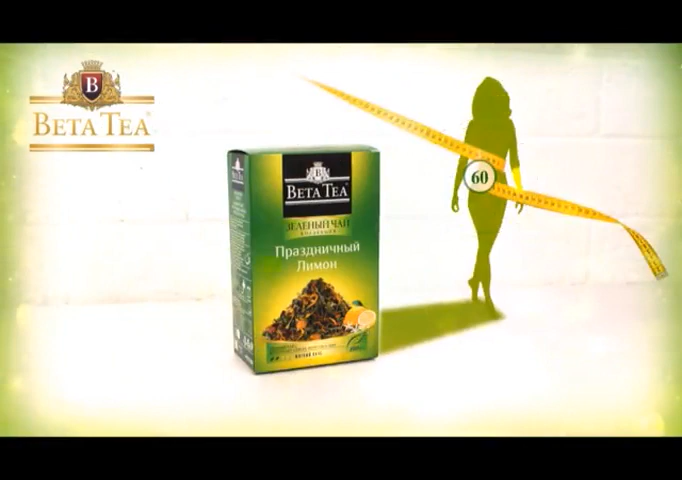 B
BETA TEA®
B
BETA TEA
ЗЕЛЕНЫЙ ЧАЙ
Праздничный
Лимон
60